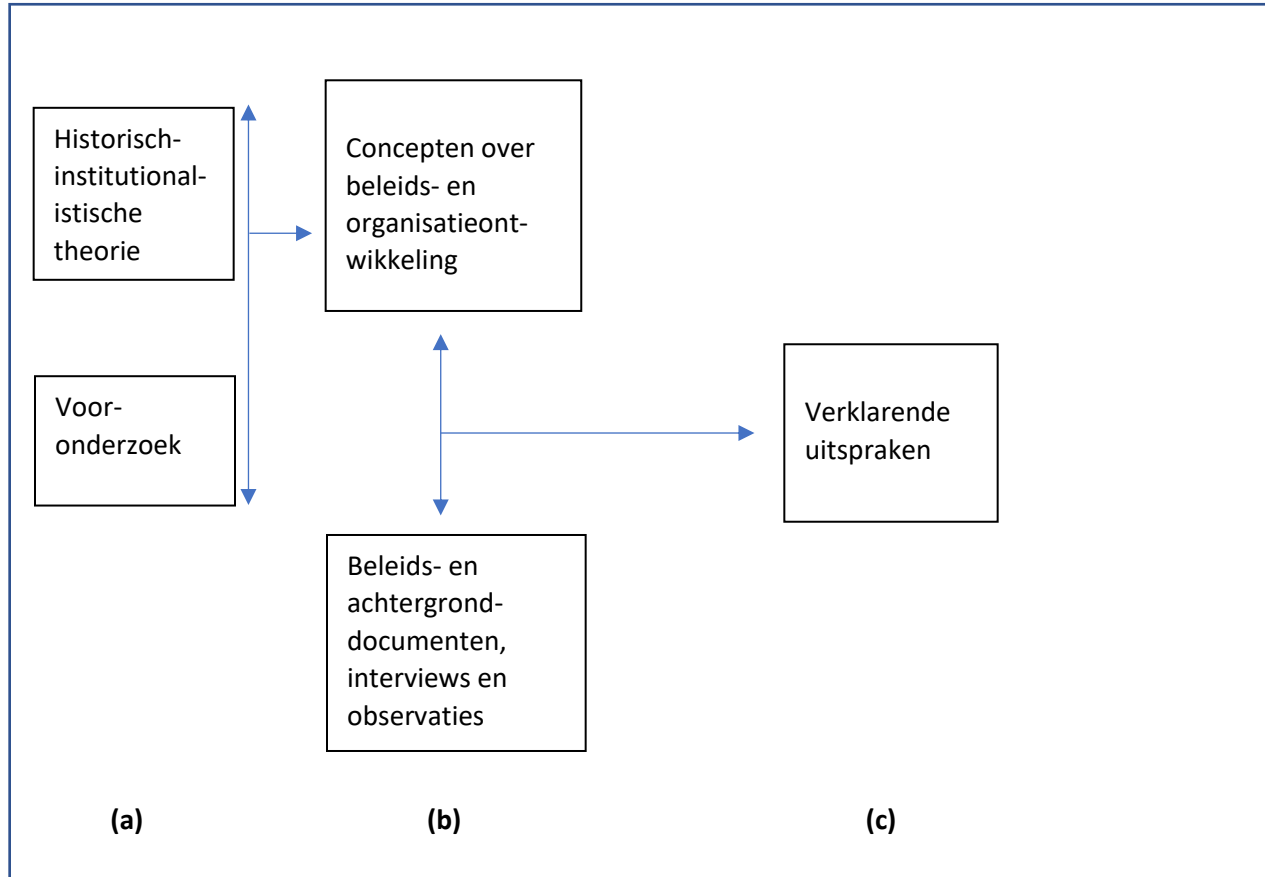 Historisch-
institutional-
istische
theorie
Concepten over
beleids- en
organisatieont-
wikkeling
Voor-
onderzoek
Verklarende
uitspraken
Beleids- en
achtergrond-
documenten,
interviews en
observaties
(a)
(b)
(c)